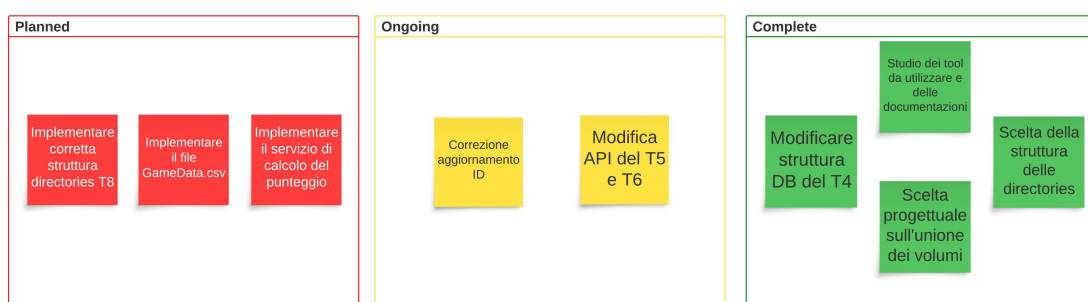 Planned
Implementare
corretta
struttura
directories T8
Implementare
il file
GameData.csv
Implementare
il servizio di
calcolo del
punteggio
Ongoing
Correzione
aggiornamento
ID
Modifica
API del T5
e T6
Complete
Studio dei tool
da utilizzare e
delle
documentazioni
Modificare
struttura
DB del T4
Scelta della
struttura
delle
directories
Scelta
progettuale
sull'unione
dei volumi